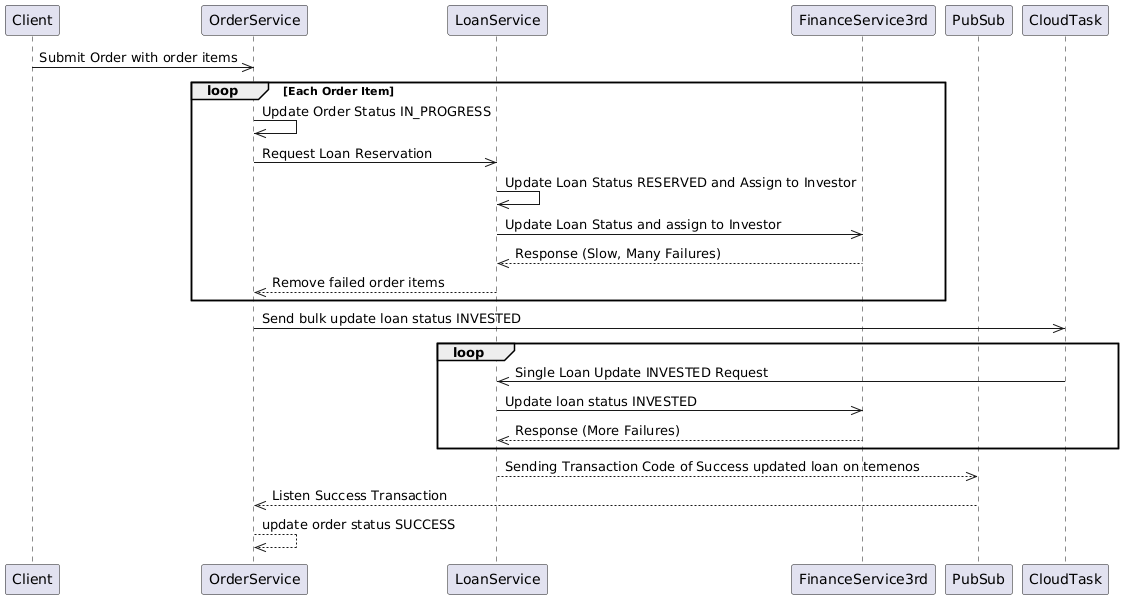 Client OrderService LoanService FinanceService3rd PubSub CloudTask
Submit Order with order items
loop [Each Order Item]
Update Order Status IN_PROGRESS
Request Loan Reservation
Update Loan Status RESERVED and Assign to Investor
Update Loan Status and assign to Investor
Response (Slow, Many Failures)
Remove failed order items
Send bulk update loan status INVESTED
loop
Single Loan Update INVESTED Request
Update loan status INVESTED
Response (More Failures)
Sending Transaction Code of Success updated loan on temenos
Listen Success Transaction
update order status SUCCESS
Client OrderService LoanService FinanceService3rd PubSub CloudTask